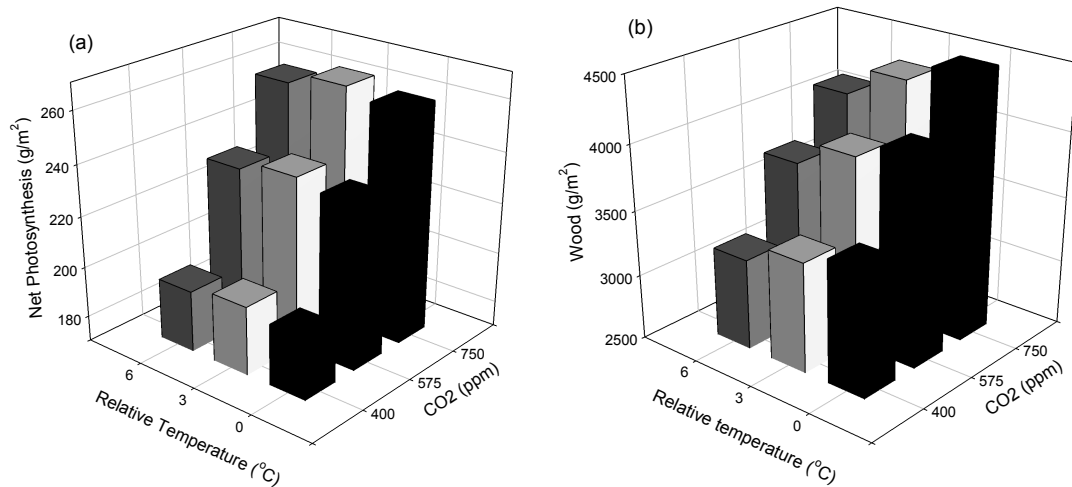 (a)
Net Photosynthesis (g/m²)
260
240
220
200
180
6
3
0
Relative Temperature (°C)
400
575
750
CO2 (ppm)
(b)
Wood (g/m²)
4500
4000
3500
3000
2500
6
3
0
Relative temperature (°C)
400
575
750
CO2 (ppm)